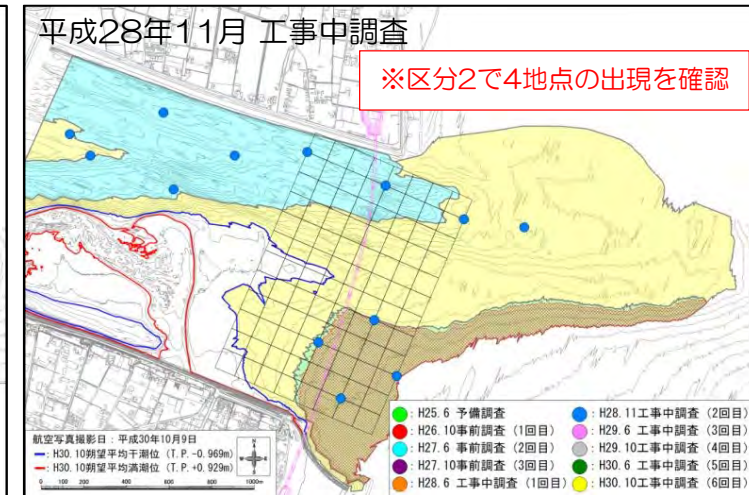 平成28年11月 工事中調査
※区分2で4地点の出現を確認
航空写真撮影日：平成30年10月9日
：H30.10朔望平均干潮位（T.P.-0.969m）
：H30.10朔望平均満潮位（T.P.+0.929m）
N
0 100 200 400 600 800 1000m
：H25.6 予備調査
：H26.10事前調査（1回目）
：H27.6 事前調査（2回目）
：H27.10事前調査（3回目）
：H28.6 工事中調査（1回目）
：H28.11工事中調査（2回目）
：H29.6 工事中調査（3回目）
：H29.10工事中調査（4回目）
：H30.6 工事中調査（5回目）
：H30.10工事中調査（6回目）